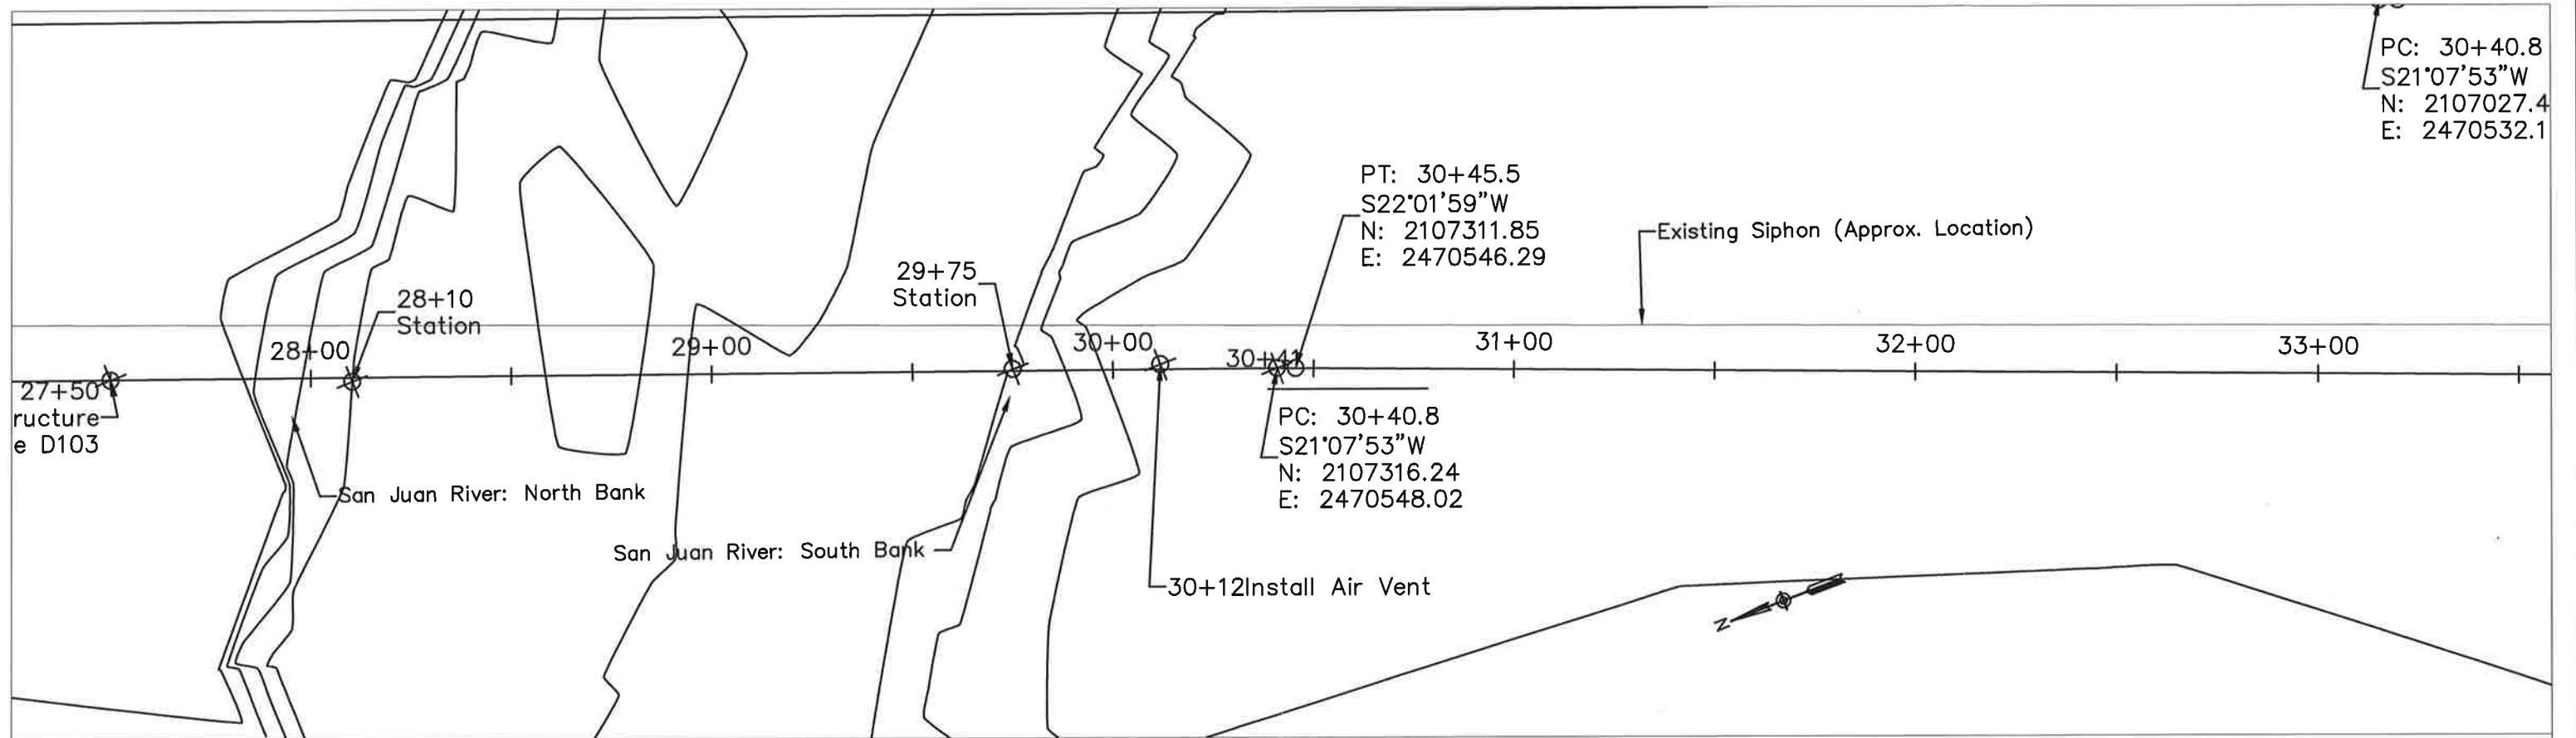 PC: 30+40.8
S21°07'53"W
N: 2107027.4
E: 2470532.1
PT: 30+45.5
S22°01'59"W
N: 2107311.85
E: 2470546.29
Existing Siphon (Approx. Location)
29+75
Station
28+10
Station
28+00
29+00
30+00
30+41
31+00
32+00
33+00
27+50
ructure
e D103
PC: 30+40.8
S21°07'53"W
N: 2107316.24
E: 2470548.02
San Juan River: North Bank
San Juan River: South Bank
30+12Install Air Vent
N